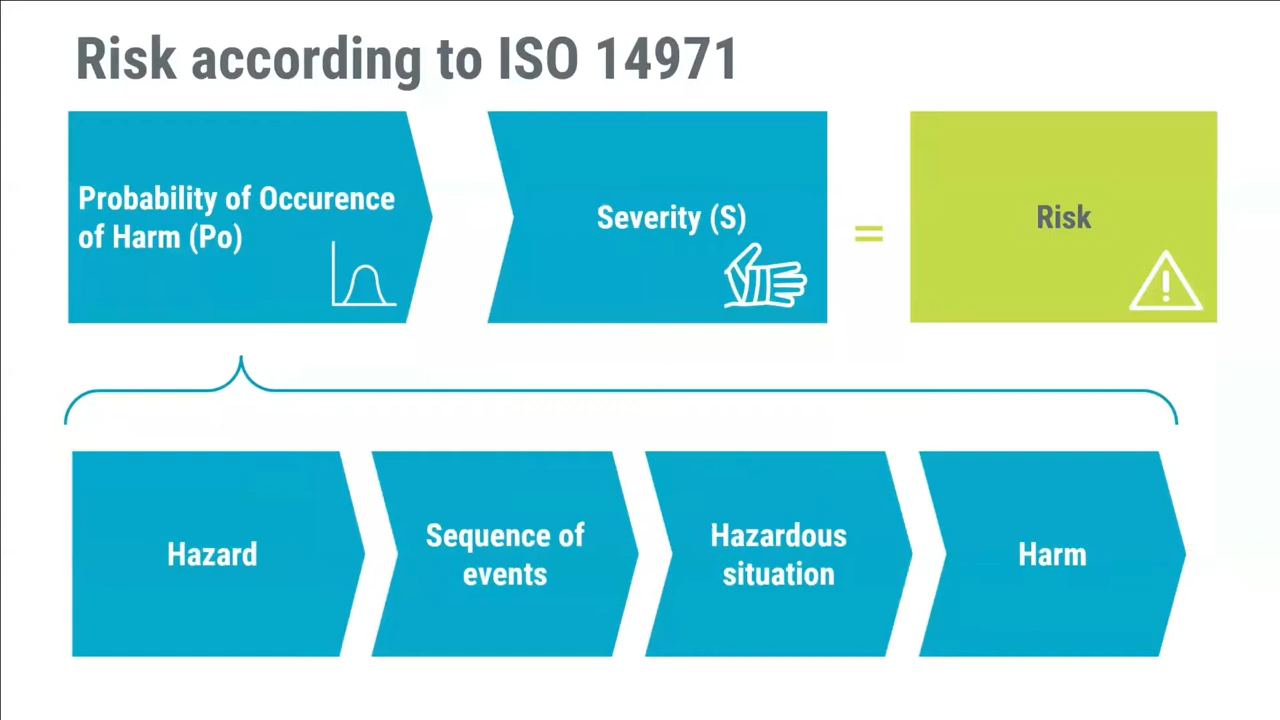 Risk according to ISO 14971
Probability of Occurence
of Harm (Po)
Severity (S)
=
Risk
!
Hazard
Sequence of
events
Hazardous
situation
Harm